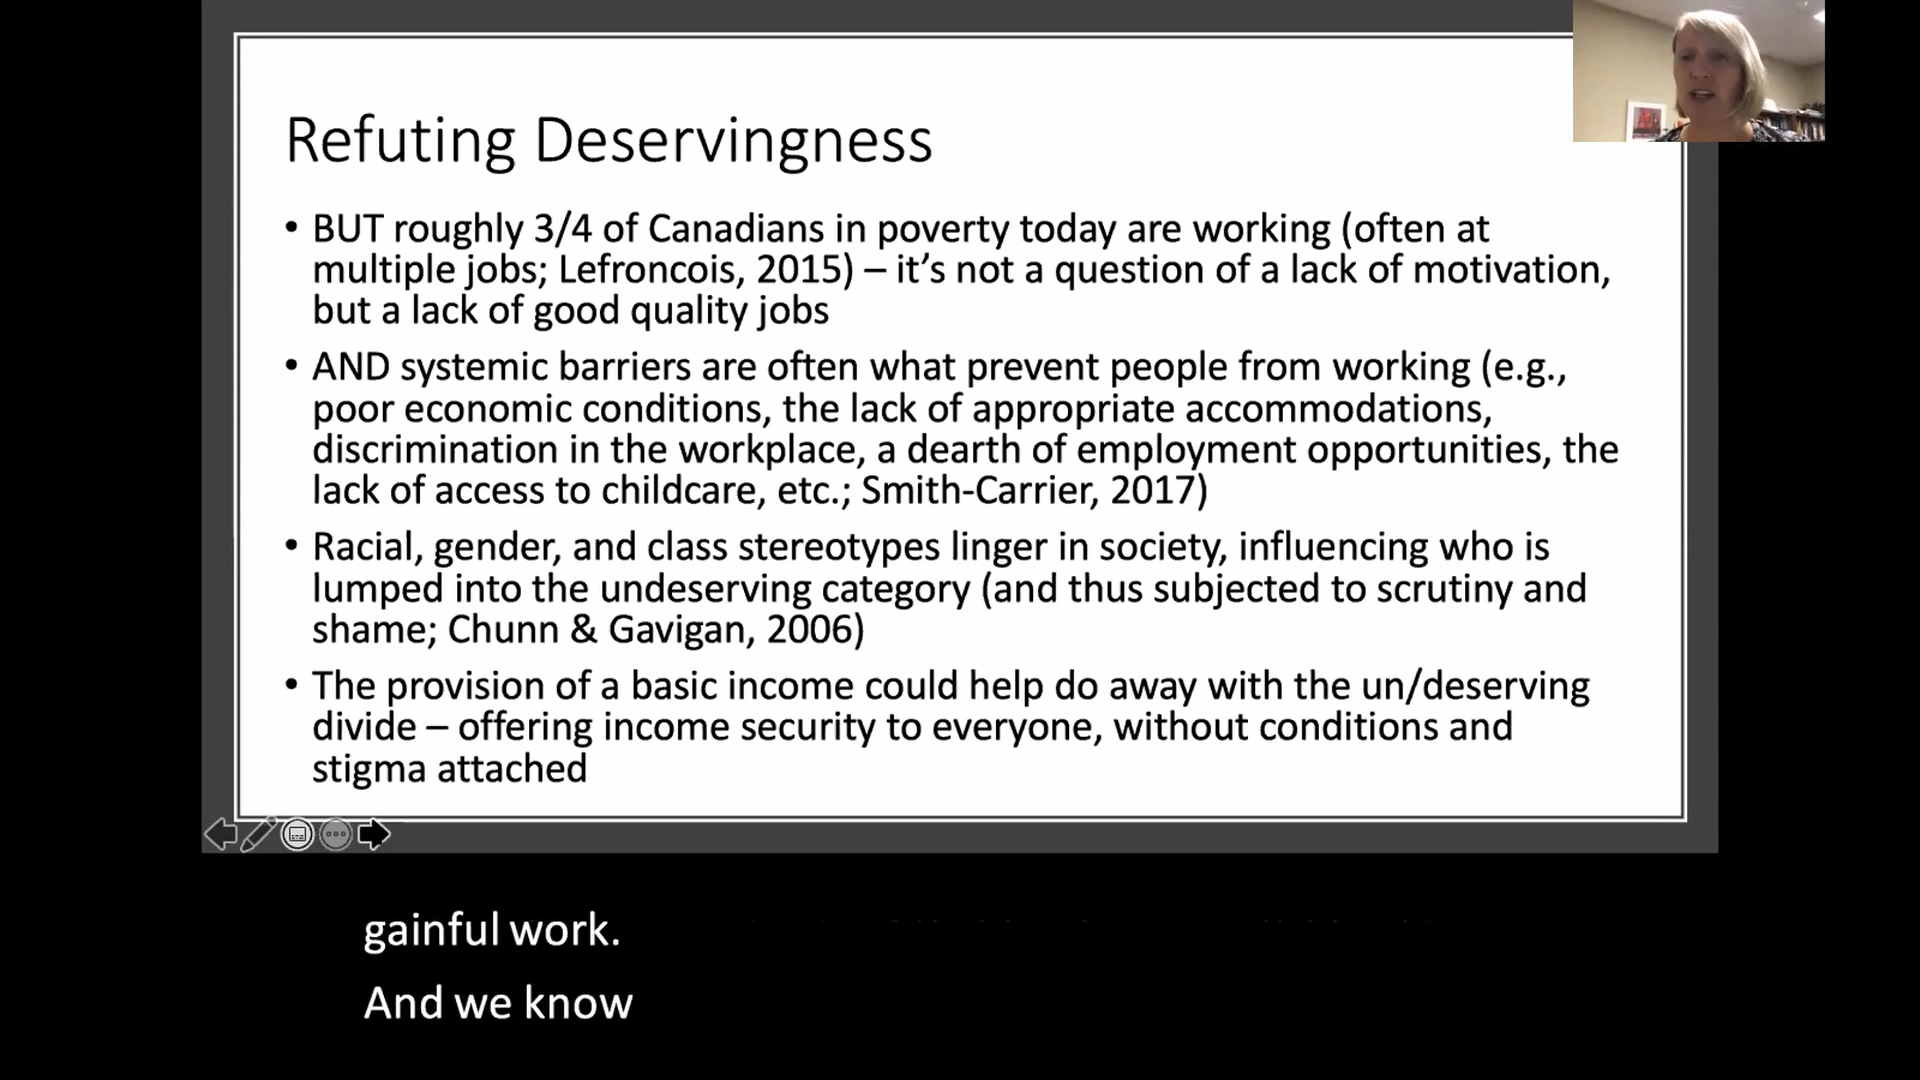 Refuting Deservingness
• BUT roughly 3/4 of Canadians in poverty today are working (often at
multiple jobs; Lefroncois, 2015) – it’s not a question of a lack of motivation,
but a lack of good quality jobs
• AND systemic barriers are often what prevent people from working (e.g.,
poor economic conditions, the lack of appropriate accommodations,
discrimination in the workplace, a dearth of employment opportunities, the
lack of access to childcare, etc.; Smith-Carrier, 2017)
• Racial, gender, and class stereotypes linger in society, influencing who is
lumped into the undeserving category (and thus subjected to scrutiny and
shame; Chunn & Gavigan, 2006)
• The provision of a basic income could help do away with the un/deserving
divide – offering income security to everyone, without conditions and
stigma attached
gainful work.
And we know